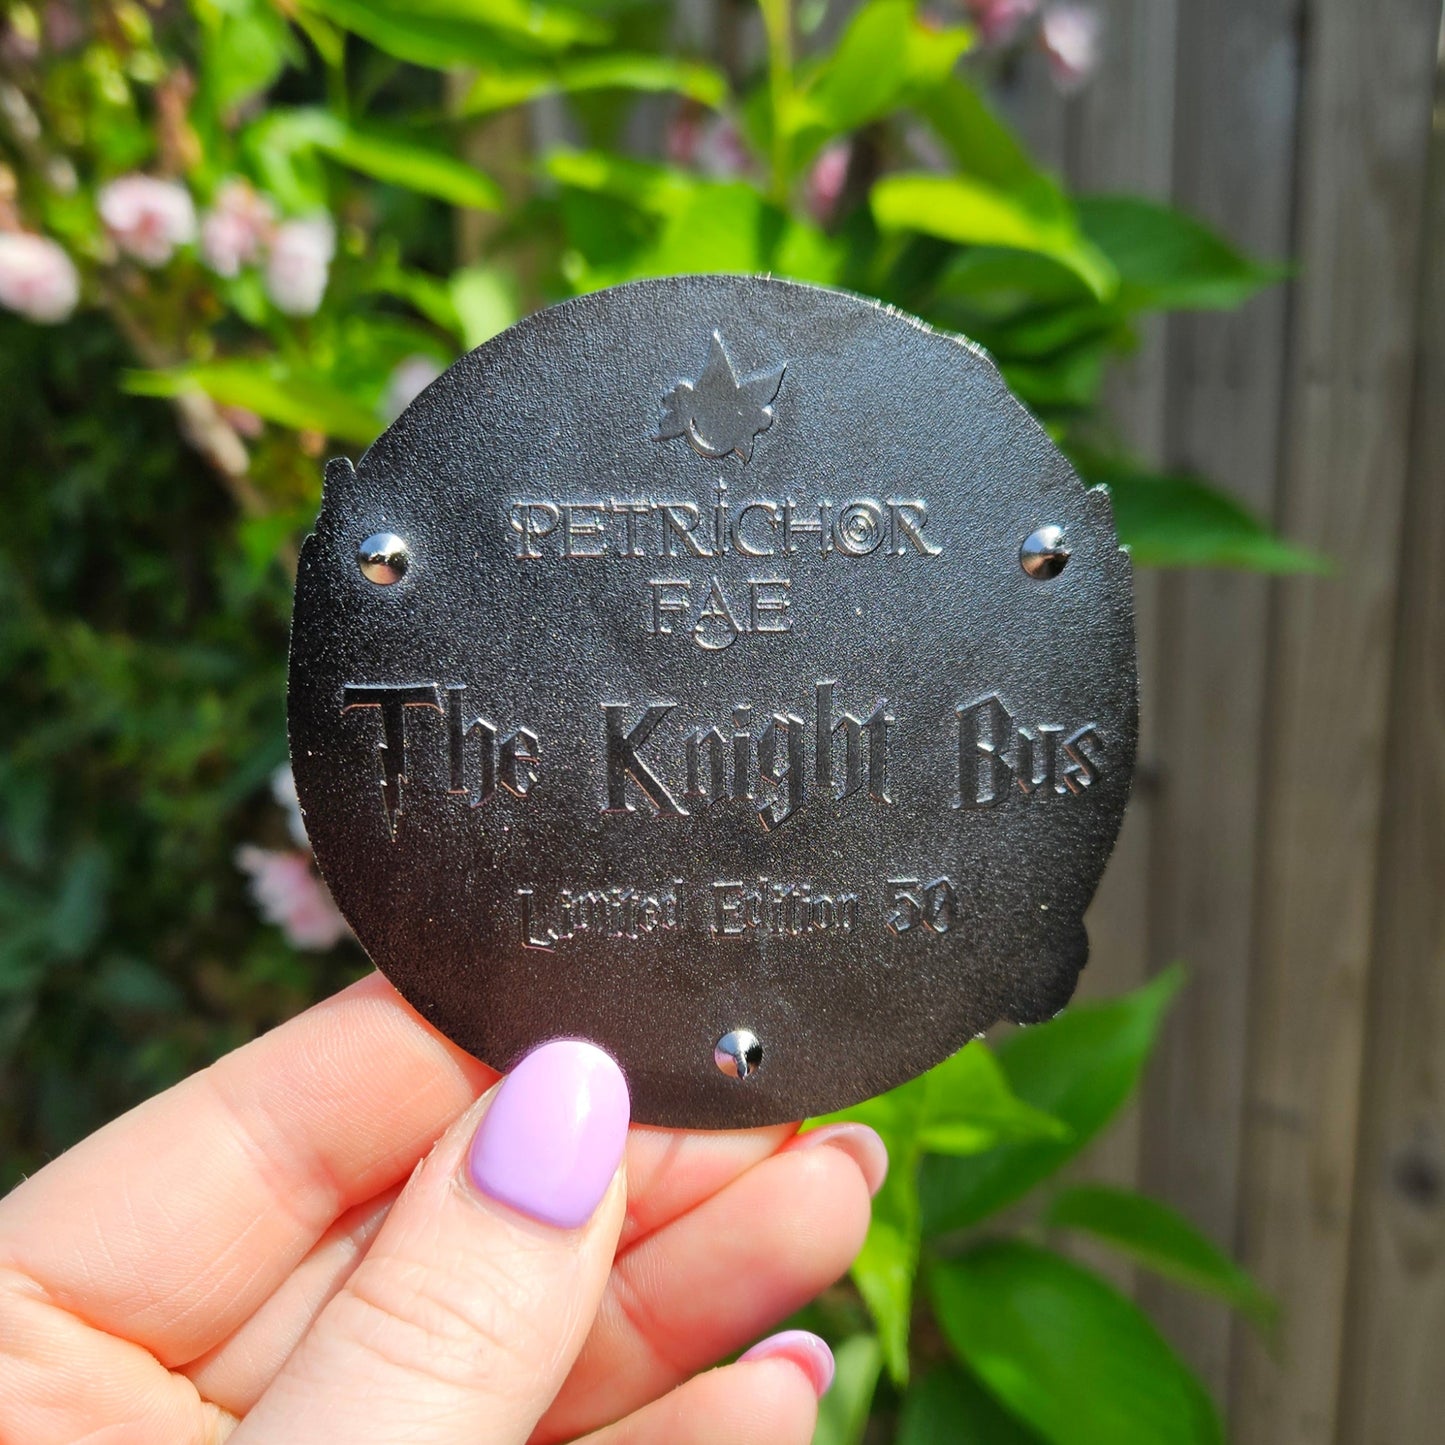 PETRICHOR
FAE
The Knight Bus
Limited Edition 50